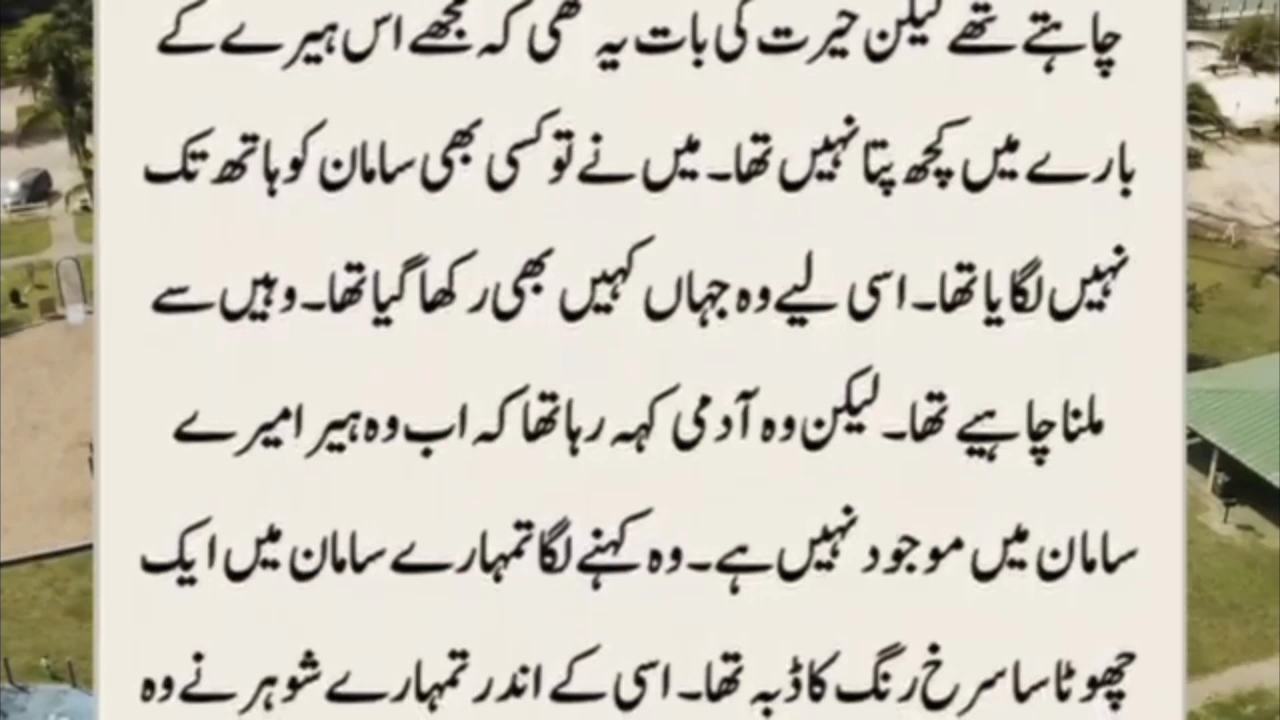 چاہتے تھے لیکن حیرت کی بات یہ تھی کہ مجھے اس ہیرے کے
بارے میں کچھ پتا نہیں تھا۔ میں نے تو کسی بھی سامان کو ہاتھ تک
نہیں لگایا تھا۔ اسی لیے وہ جہاں کہیں بھی رکھا گیا تھا۔ وہیں سے
ملنا چاہیے تھا۔ لیکن وہ آدمی کہہ رہا تھا کہ اب وہ ہیرا میرے
سامان میں موجود نہیں ہے۔ وہ کہنے لگا تمہارے سامان میں ایک
چھوٹا سا سرخ رنگ کا ڈبہ تھا۔ اسی کے اندر تمہارے شوہر نے وہ